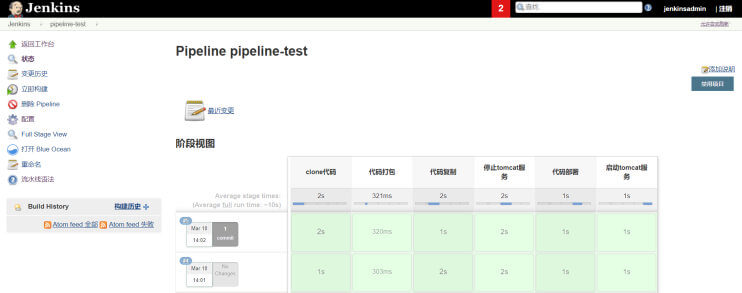 Jenkins
2
查找
jenkinsadmin
| 注销
Jenkins
pipeline-test
返回工作台
状态
变更历史
立即构建
删除 Pipeline
配置
Full Stage View
打开 Blue Ocean
重命名
流水线语法
Build History
构建历史
Atom feed 全部
Atom feed 失败
Pipeline pipeline-test
添加说明
禁用项目
最近变更
阶段视图
clone代码
代码打包
代码复制
停止tomcat服
务
代码部署
启动tomcat服
务
Average stage times:
(Average full run time: ~10s)
2s
321ms
2s
2s
1s
1s
#5
Mar 10
14:02
1
commit
2s
320ms
1s
2s
1s
1s
#4
Mar 10
14:01
No
Changes
1s
303ms
2s
2s
1s
1s